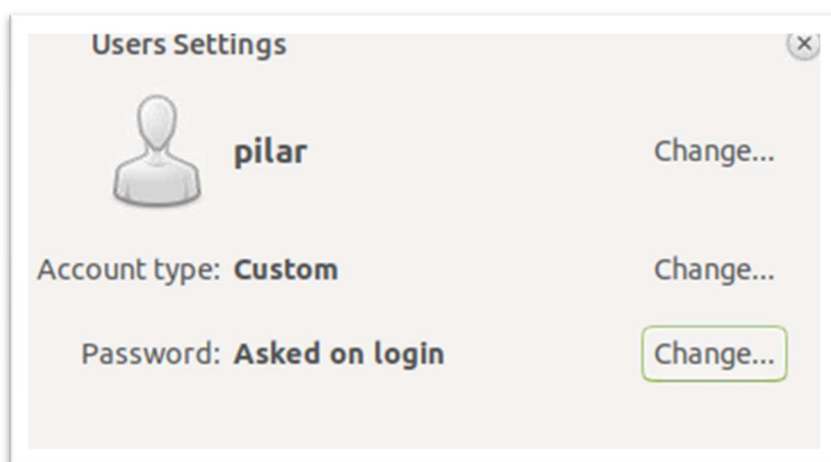 Users Settings
pilar Change...
Account type: Custom Change...
Password: Asked on login Change...